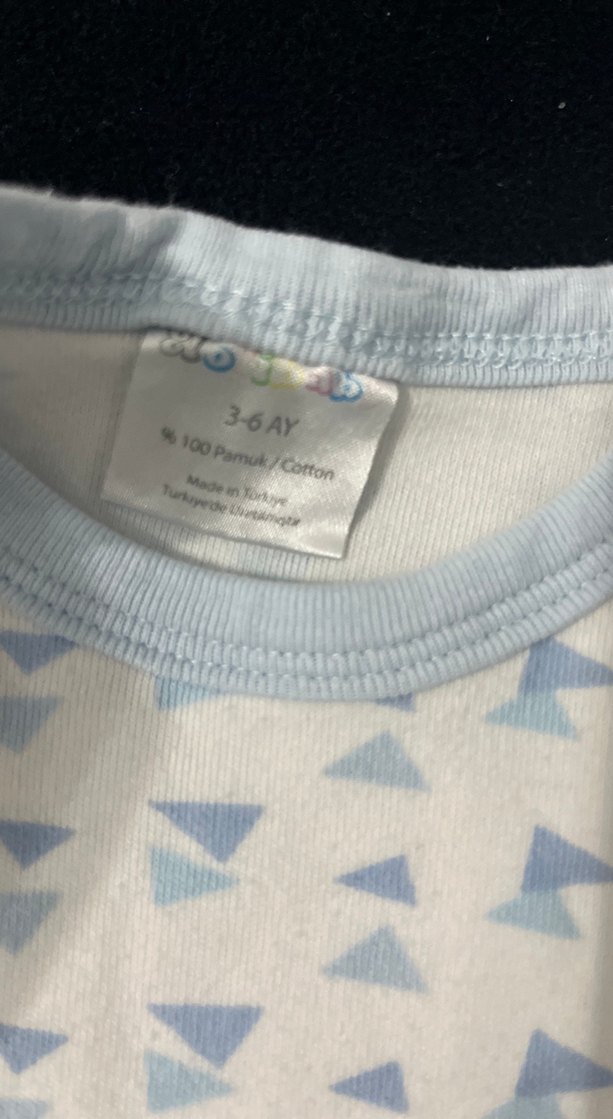 3-6 AY
% 100 Pamuk / Cotton
Made in Türkiye
Türkiye'de Üretilmiştir